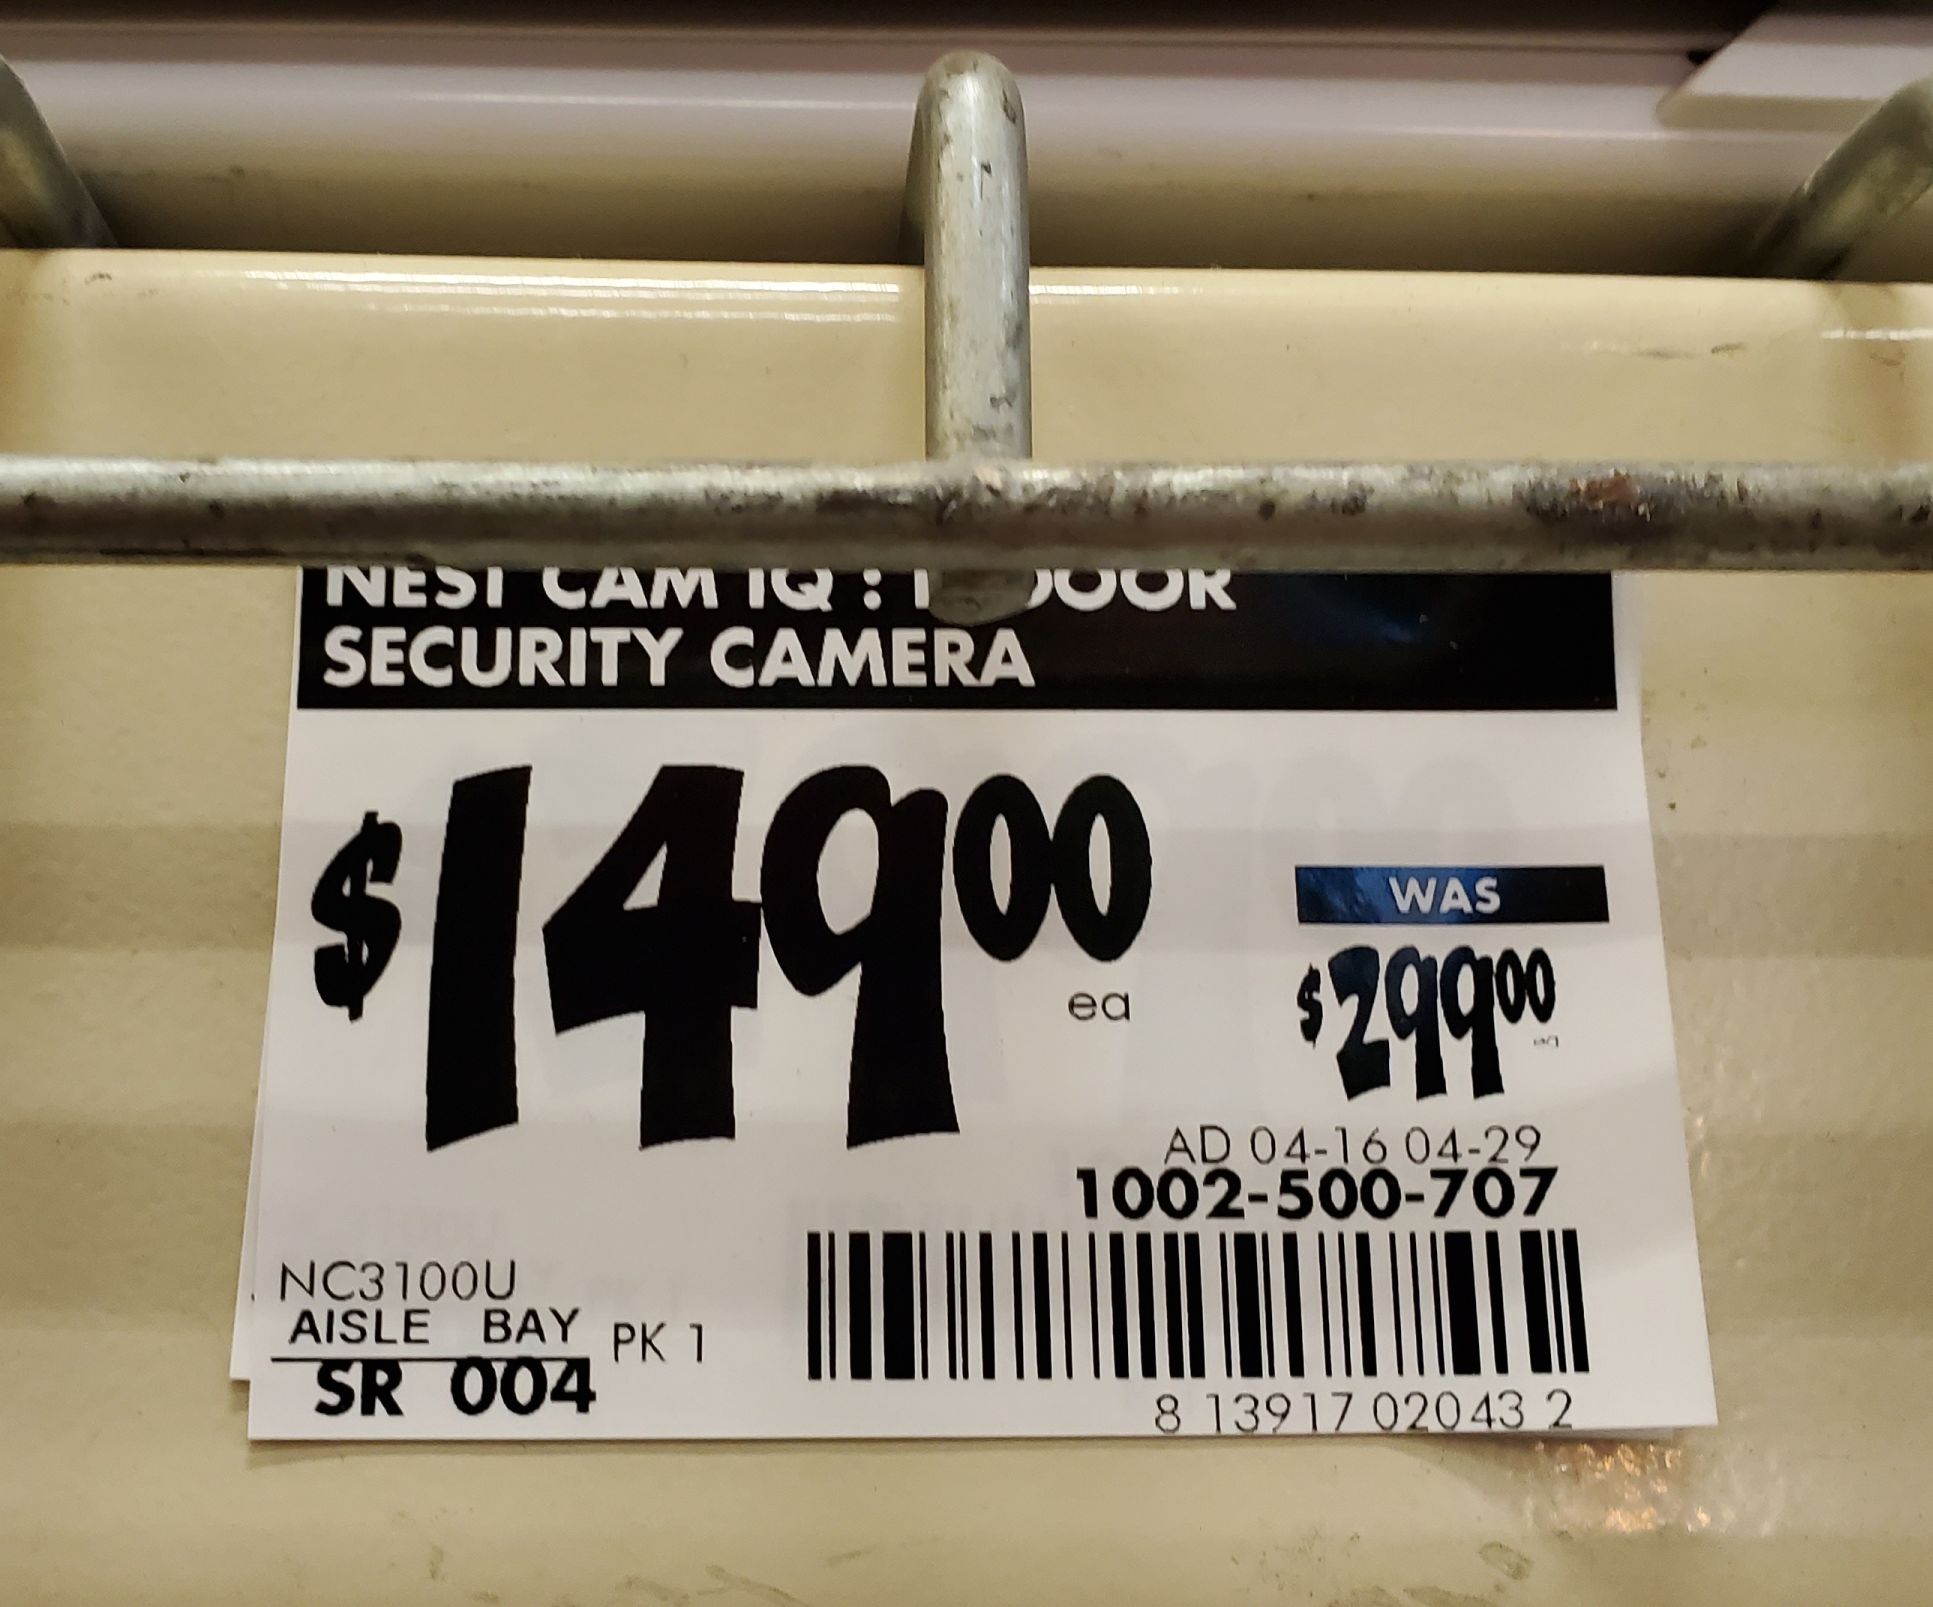 NEST CAM IQ : INDOOR
SECURITY CAMERA
$149 00
ea
WAS
$299 00
AD 04-16 04-29
1002-500-707
NC3100U
AISLE BAY PK 1
SR 004
8 13917 02043 2